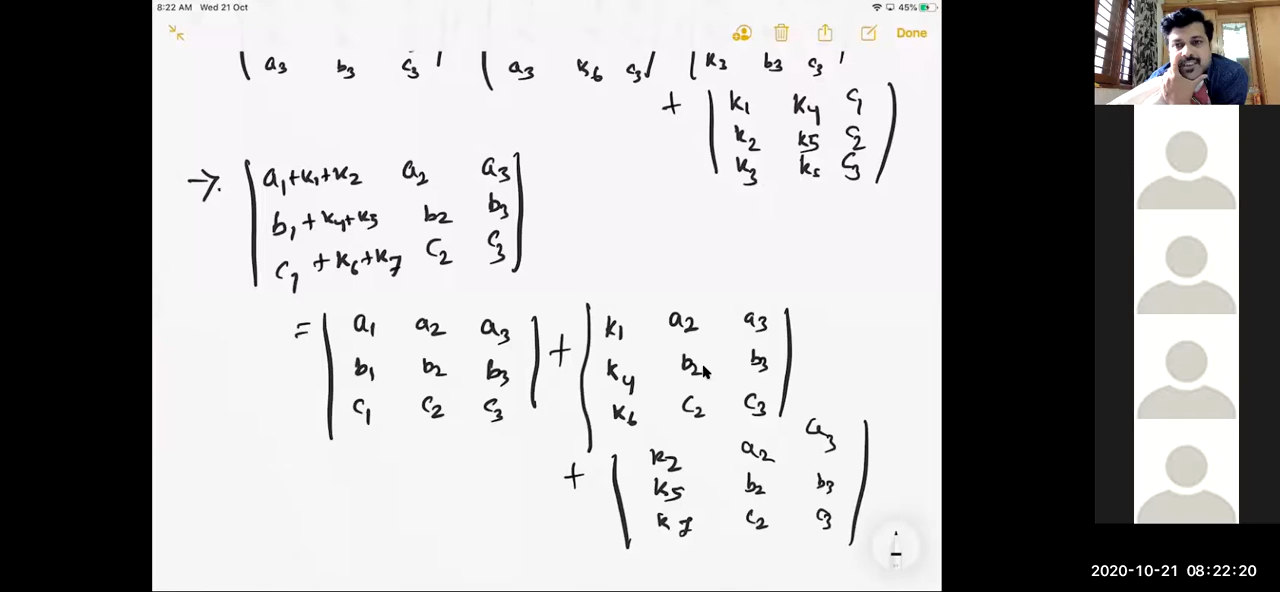 8:22 AM Wed 21 Oct 45%
Done
| a3 b3 c3 | | a3 k6 c3 | | k3 b3 c3 |
+ | k1 k4 c1 |
| k2 k5 c2 |
| k3 k5 c3 |
→. | a1+k1+k2 a2 a3 |
| b1+k4+k5 b2 b3 |
| c1+k6+k7 c2 c3 |
= | a1 a2 a3 | + | k1 a2 a3 |
| b1 b2 b3 | | k4 b2 b3 |
| c1 c2 c3 | | k6 c2 c3 |
+ | k2 a2 a3 |
| k5 b2 b3 |
| k7 c2 c3 |
2020-10-21 08:22:20